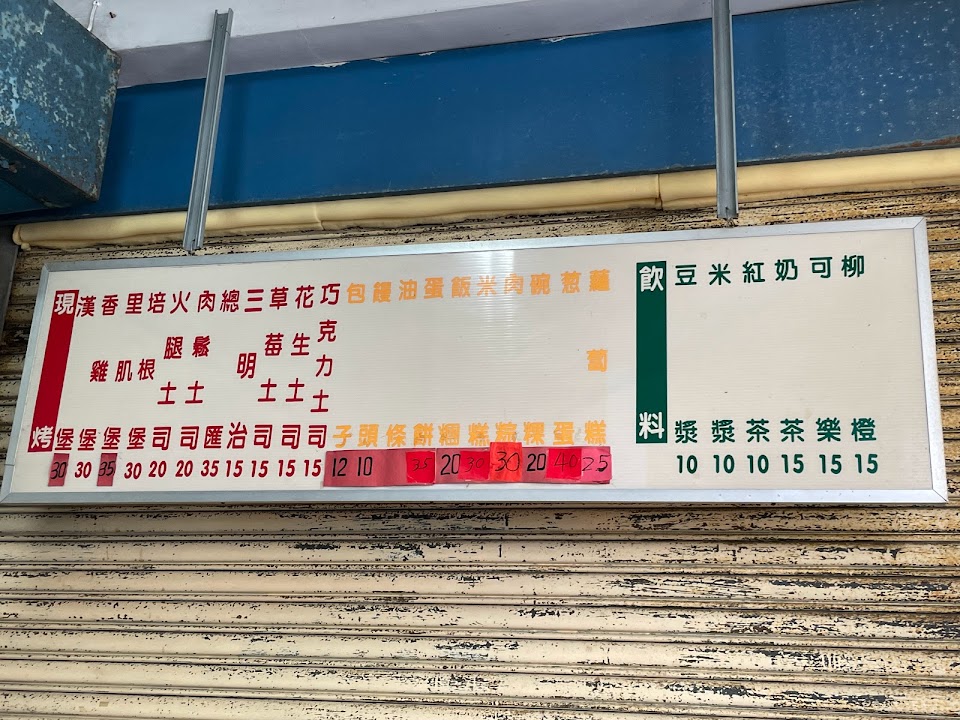 現烤
漢堡 30
香雞堡 30
里肌堡 35
培根堡 30
火腿土司 20
肉鬆土司 20
總匯 35
三明治 15
草莓土司 15
花生土司 15
巧克力土司 15
包子 12
饅頭 10
油條
蛋餅 35
飯糰 20
米糕 30
肉粽 30
碗粿 20
葱蛋 40
蘿蔔糕 25
飲料
豆漿 10
米漿 10
紅茶 10
奶茶 15
可樂 15
柳橙 15